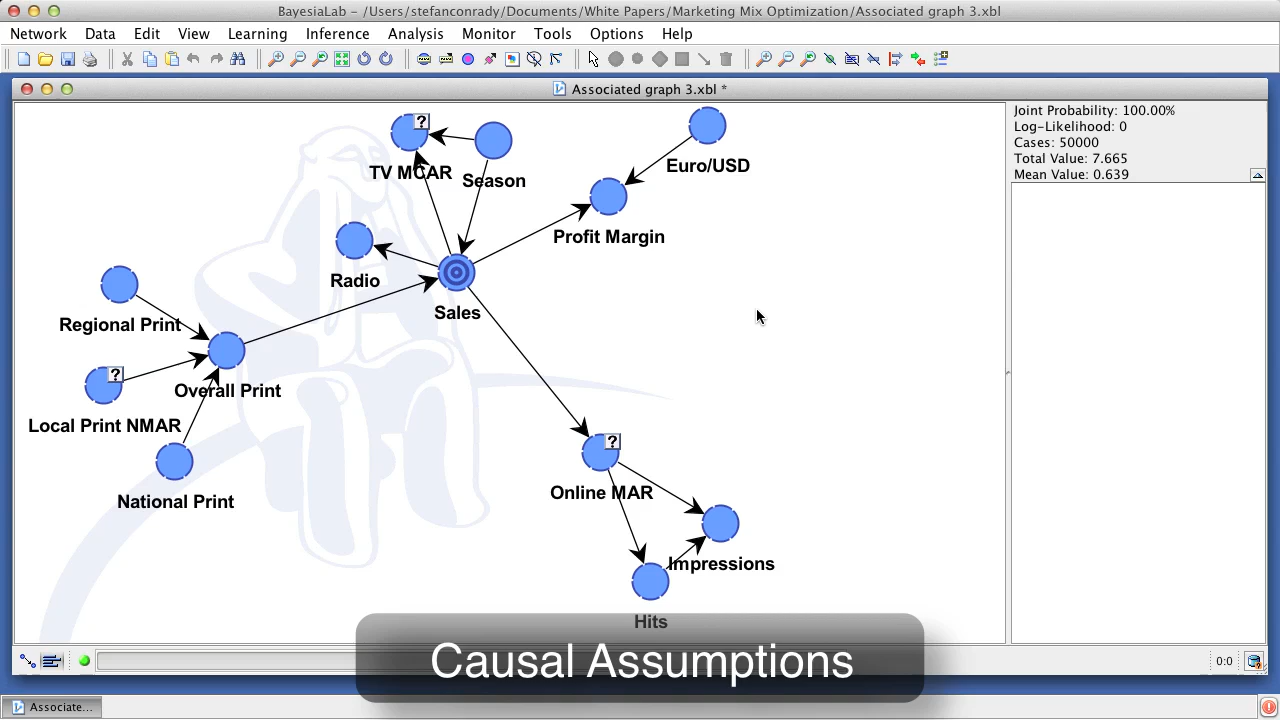 BayesiaLab – /Users/stefanconrady/Documents/White Papers/Marketing Mix Optimization/Associated graph 3.xbl
Network Data Edit View Learning Inference Analysis Monitor Tools Options Help
Associated graph 3.xbl *
Joint Probability: 100.00%
Log-Likelihood: 0
Cases: 50000
Total Value: 7.665
Mean Value: 0.639
?
TV MCAR
Season
Euro/USD
Profit Margin
Radio
Sales
Regional Print
Overall Print
?
Local Print NMAR
National Print
?
Online MAR
Impressions
Hits
Causal Assumptions
0:0
Associate...